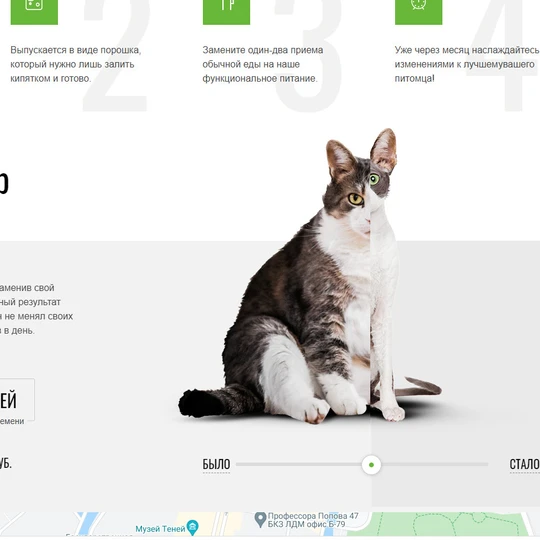 2
3
4
Выпускается в виде порошка,
который нужно лишь залить
кипятком и готово.
Замените один-два приема
обычной еды на наше
функциональное питание.
Уже через месяц наслаждайтесь
изменениями к лучшемувашего
питомца!
р
аменив свой
ный результат
н не менял своих
в день.
ЕЙ
емени
УБ.
БЫЛО
СТАЛО
Музей Теней
Профессора Попова 47
БКЗ ЛДМ офис Б-79